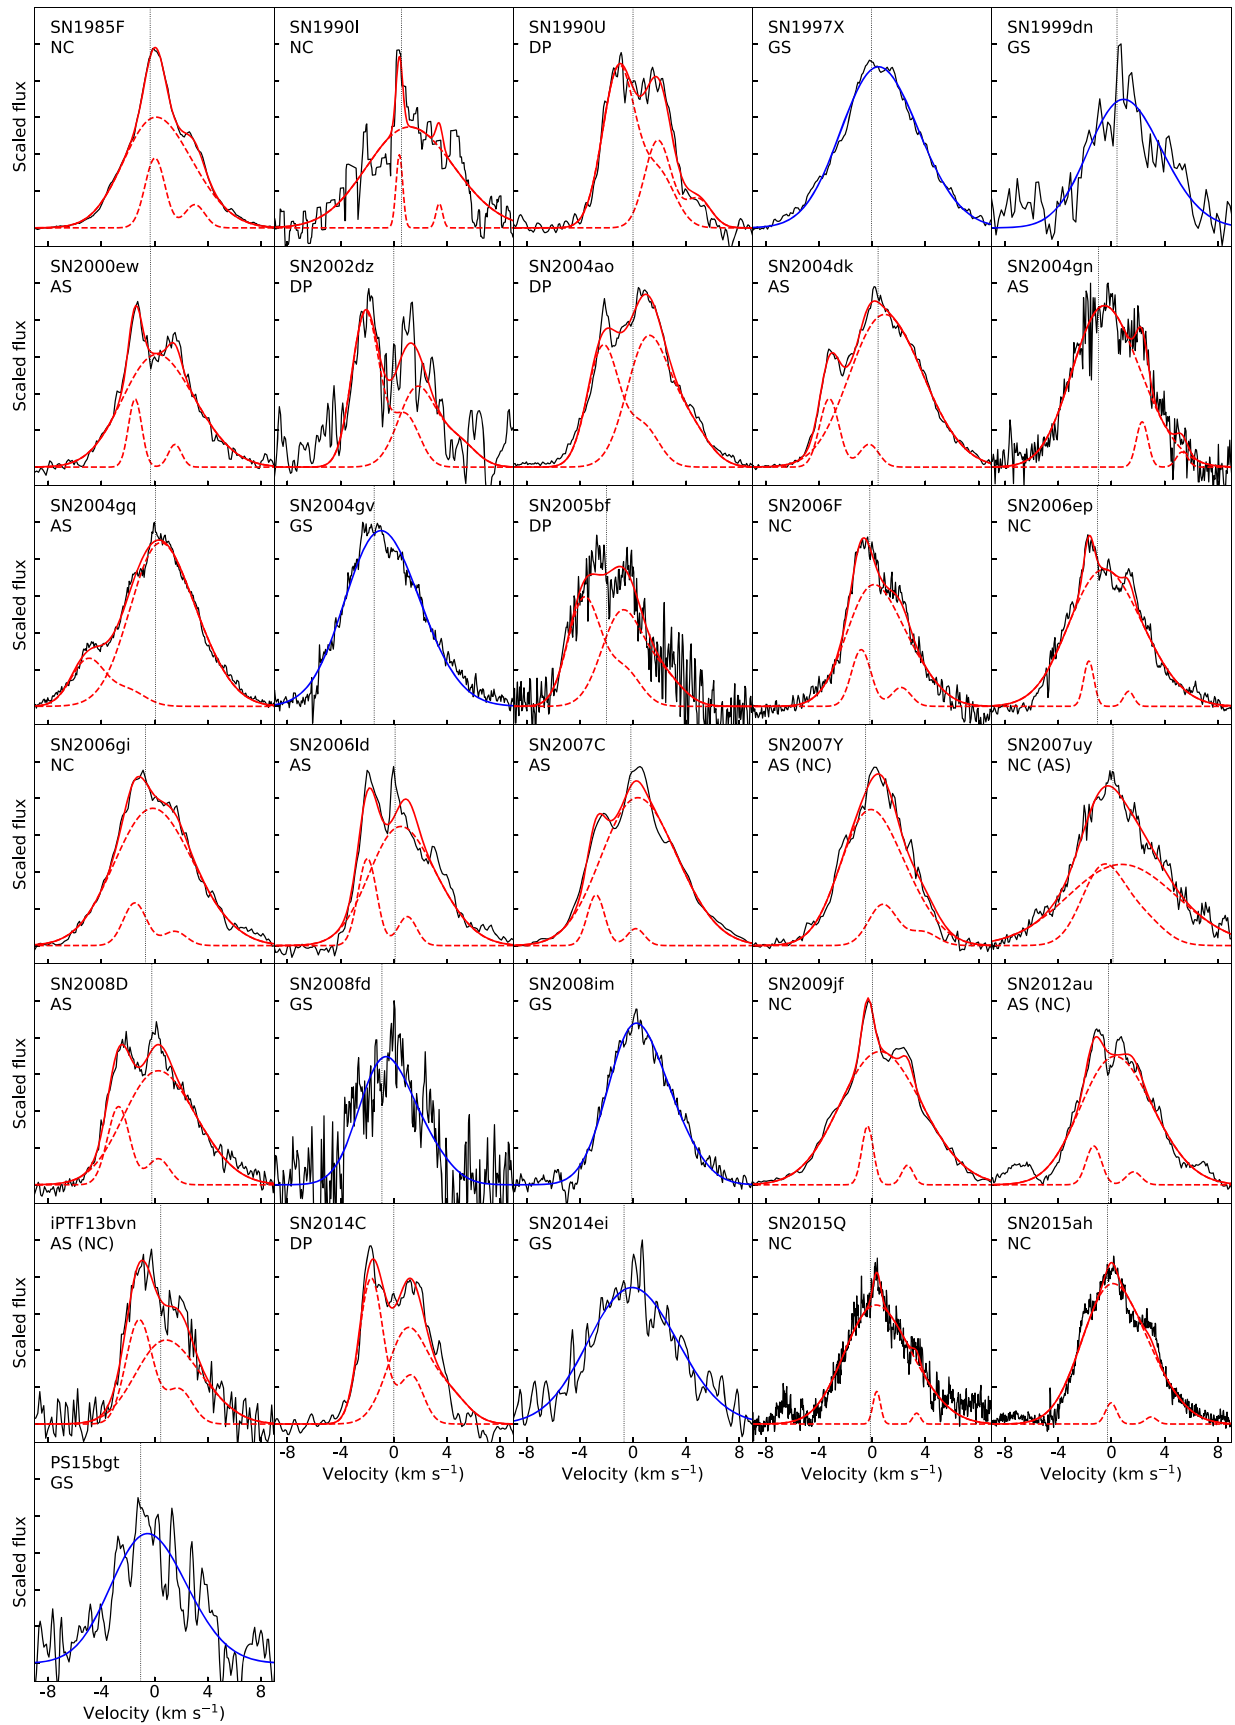 SN1985F
NC
SN1990I
NC
SN1990U
DP
SN1997X
GS
SN1999dn
GS
Scaled flux
SN2000ew
AS
SN2002dz
DP
SN2004ao
DP
SN2004dk
AS
SN2004gn
AS
Scaled flux
SN2004gq
AS
SN2004gv
GS
SN2005bf
DP
SN2006F
NC
SN2006ep
NC
Scaled flux
SN2006gi
NC
SN2006ld
AS
SN2007C
AS
SN2007Y
AS (NC)
SN2007uy
NC (AS)
Scaled flux
SN2008D
AS
SN2008fd
GS
SN2008im
GS
SN2009jf
NC
SN2012au
AS (NC)
Scaled flux
iPTF13bvn
AS (NC)
SN2014C
DP
SN2014ei
GS
SN2015Q
NC
SN2015ah
NC
Scaled flux
-8 -4 0 4 8
Velocity (km s⁻¹)
-8 -4 0 4 8
Velocity (km s⁻¹)
-8 -4 0 4 8
Velocity (km s⁻¹)
-8 -4 0 4 8
Velocity (km s⁻¹)
PS15bgt
GS
Scaled flux
-8 -4 0 4 8
Velocity (km s⁻¹)